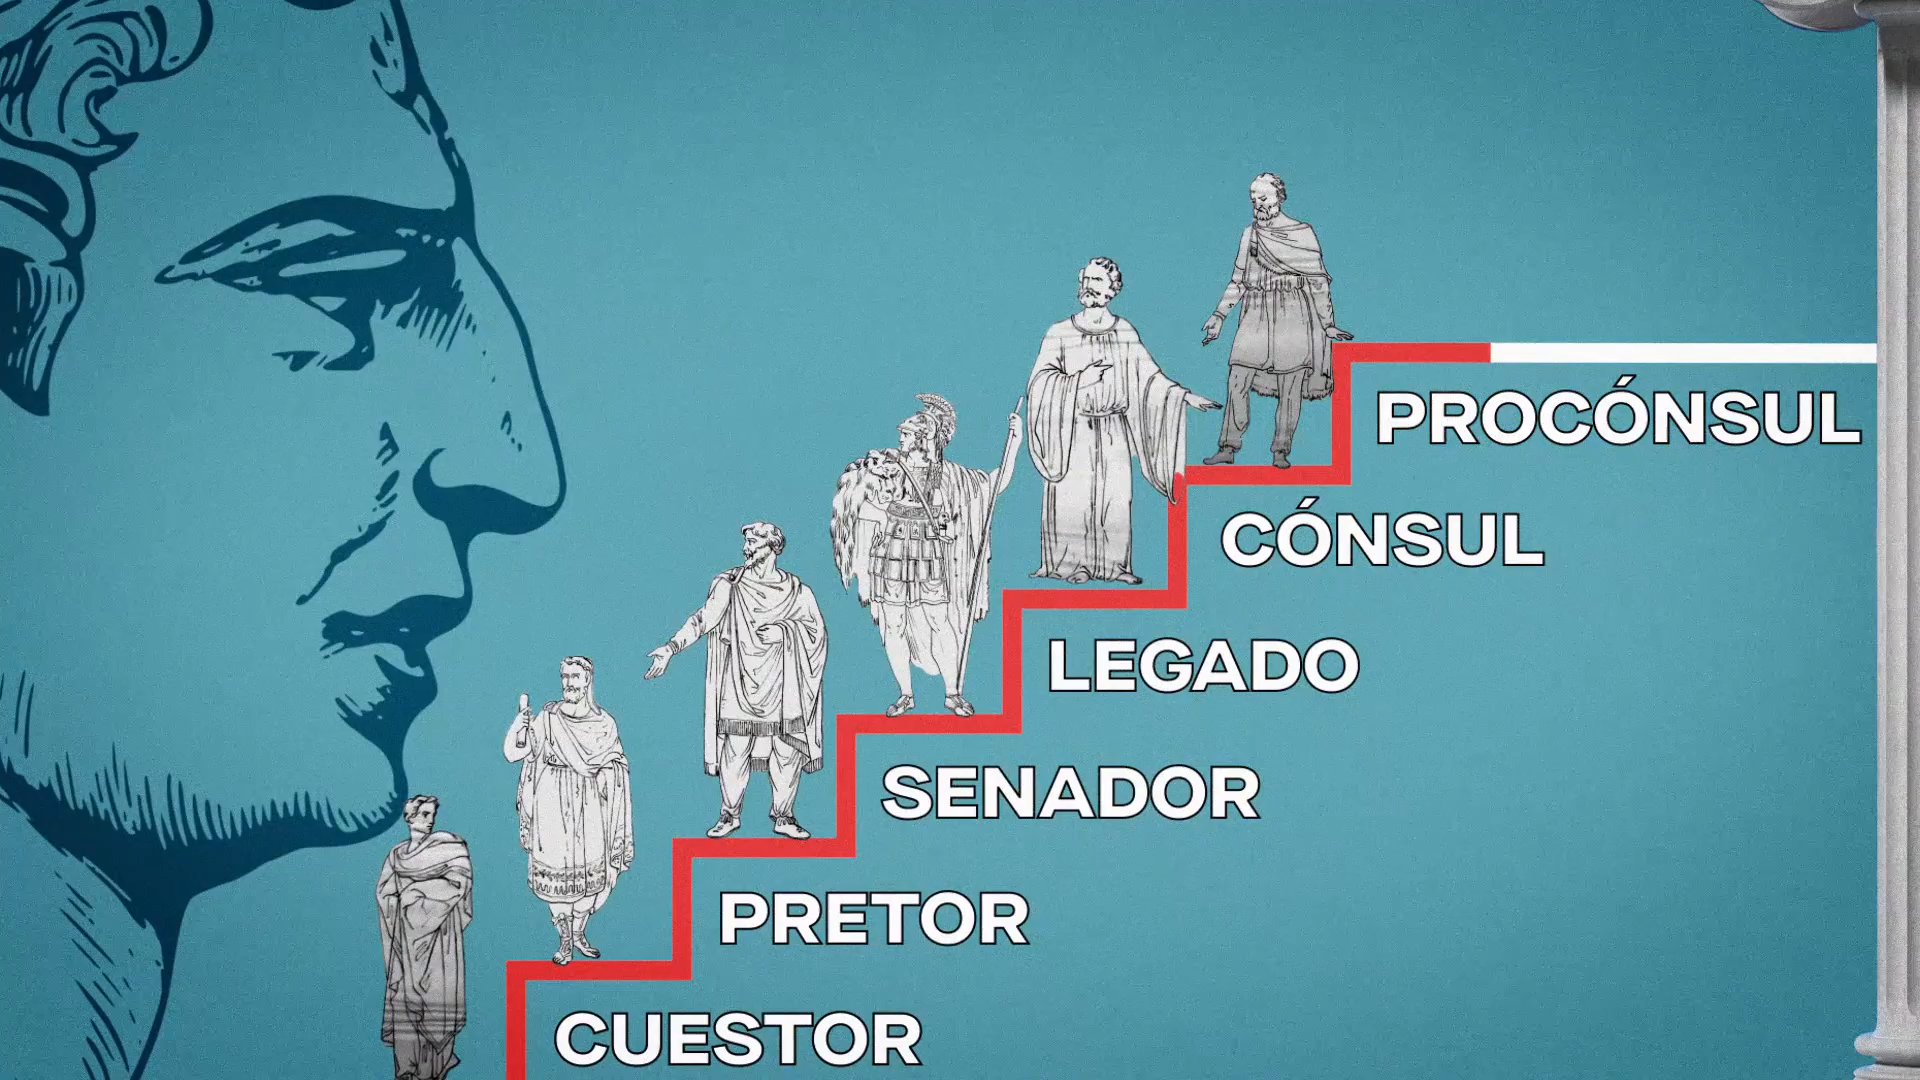 PROCÓNSUL
CÓNSUL
LEGADO
SENADOR
PRETOR
CUESTOR